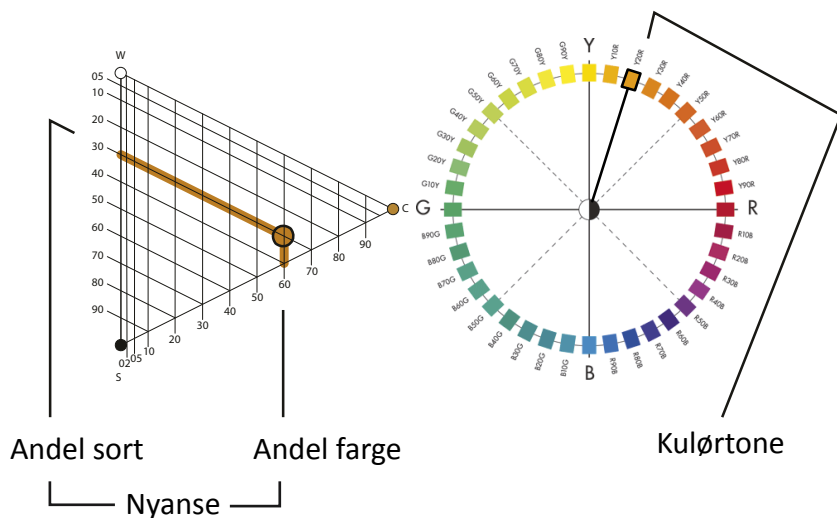 W
05
10
20
30
40
50
60
70
80
90
S
02
05
10
20
30
40
50
60
70
80
90
C
Y
Y10R
Y20R
Y30R
Y40R
Y50R
Y60R
Y70R
Y80R
Y90R
R
R10B
R20B
R30B
R40B
R50B
R60B
R70B
R80B
R90B
B
B10G
B20G
B30G
B40G
B50G
B60G
B70G
B80G
B90G
G
G10Y
G20Y
G30Y
G40Y
G50Y
G60Y
G70Y
G80Y
G90Y
Andel sort
Andel farge
Kulørtone
Nyanse